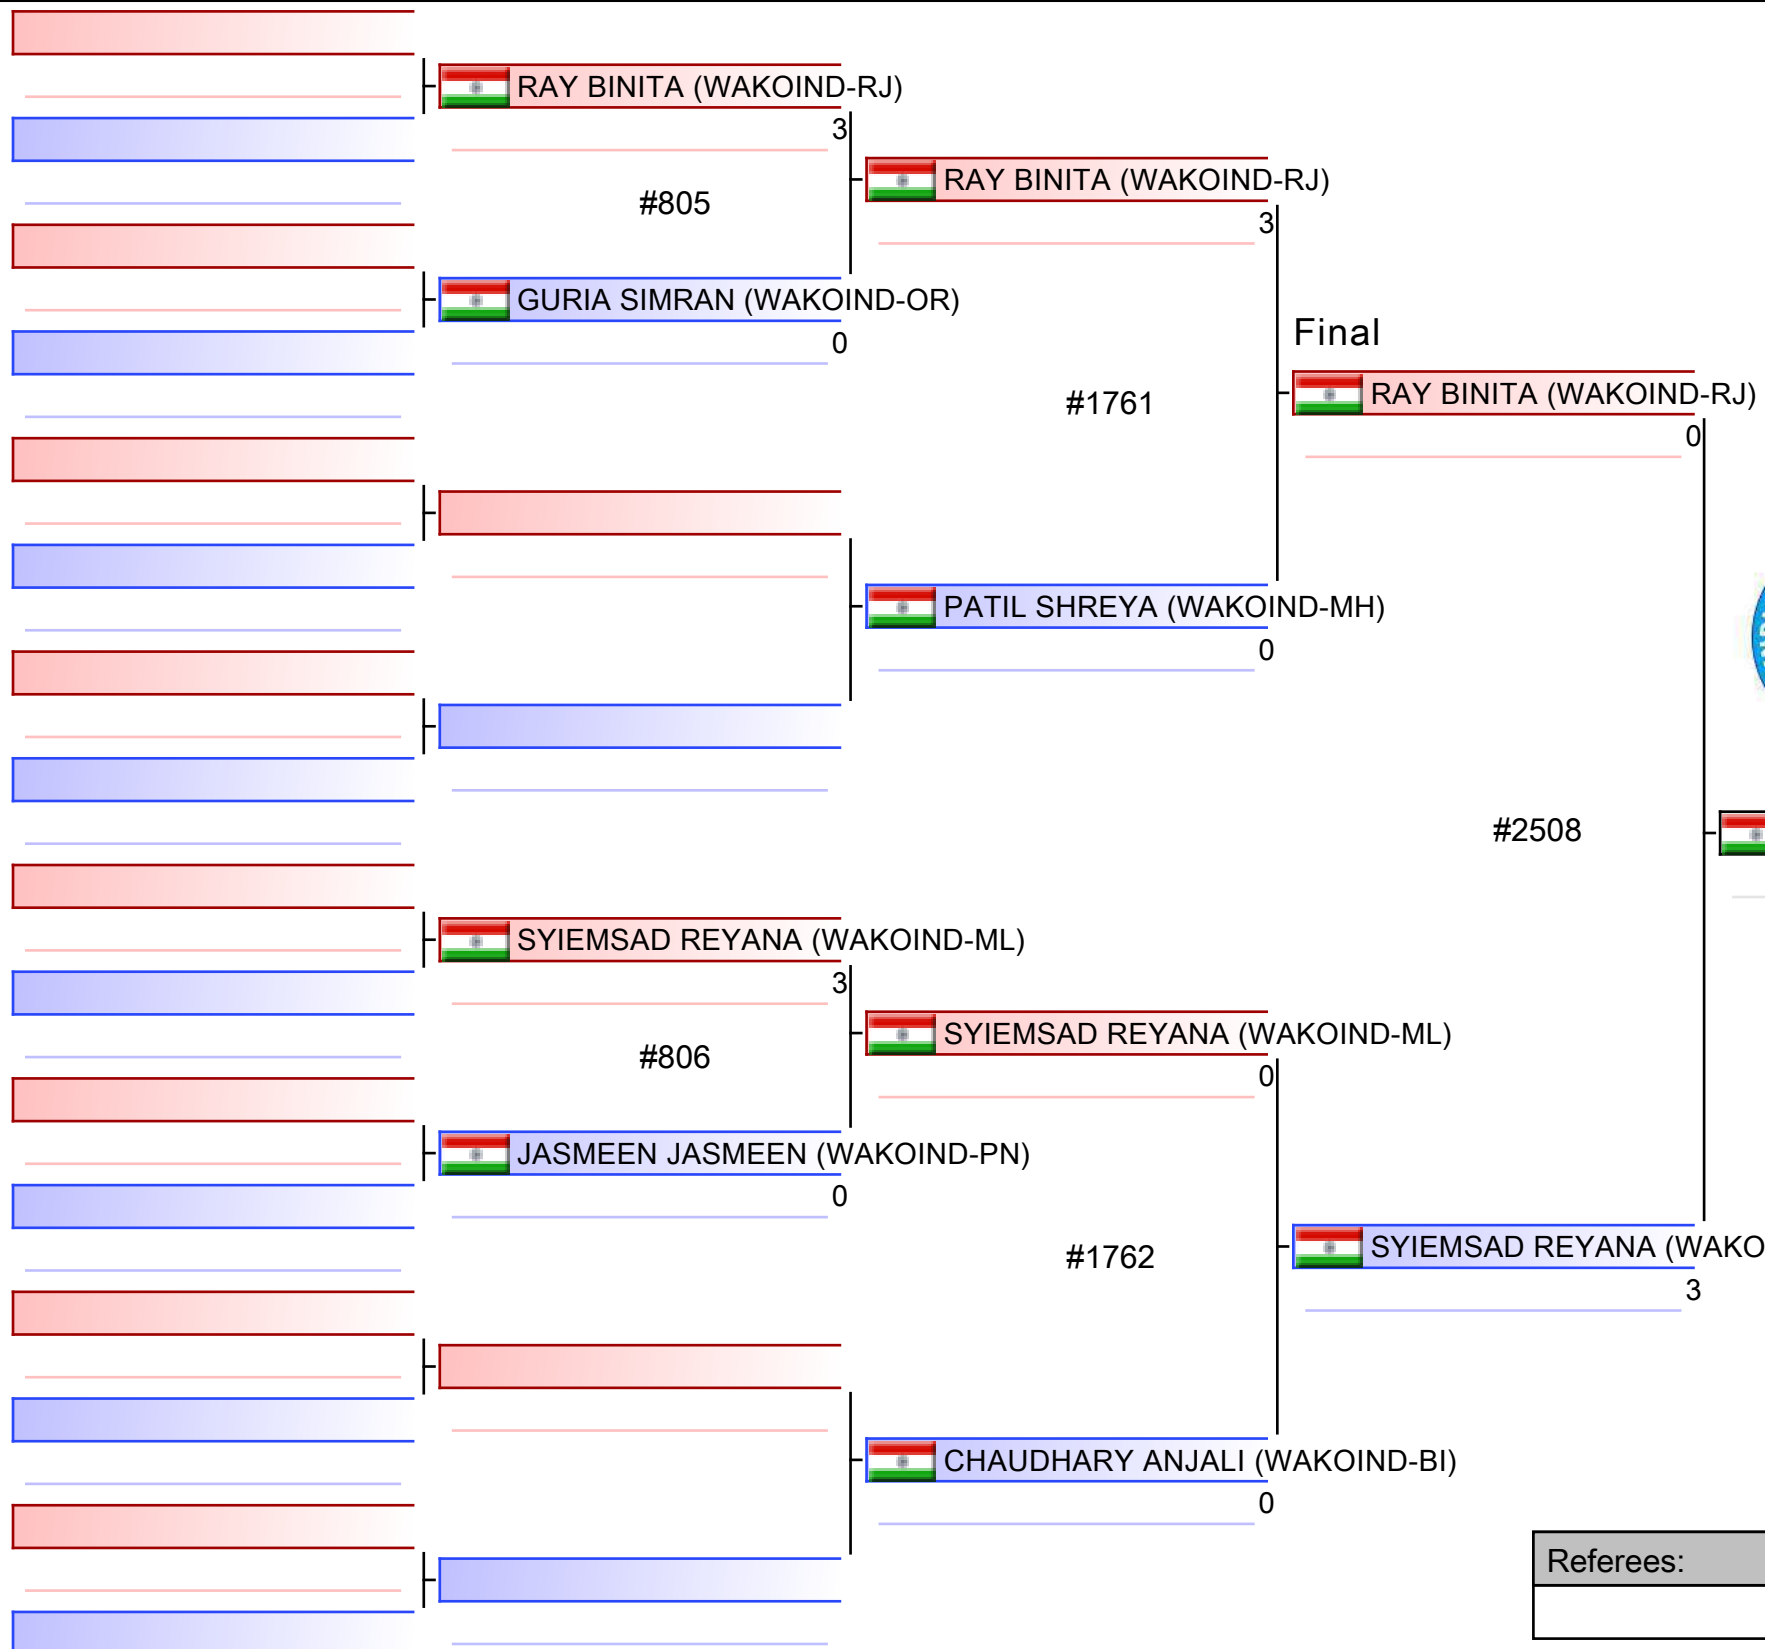 RAY BINITA (WAKOIND-RJ)
3
#805
GURIA SIMRAN (WAKOIND-OR)
0
RAY BINITA (WAKOIND-RJ)
3
#1761
PATIL SHREYA (WAKOIND-MH)
0
Final
RAY BINITA (WAKOIND-RJ)
0
#2508
SYIEMSAD REYANA (WAKOIND-ML)
3
#806
JASMEEN JASMEEN (WAKOIND-PN)
0
SYIEMSAD REYANA (WAKOIND-ML)
0
#1762
CHAUDHARY ANJALI (WAKOIND-BI)
0
SYIEMSAD REYANA (WAKO
3
Referees: